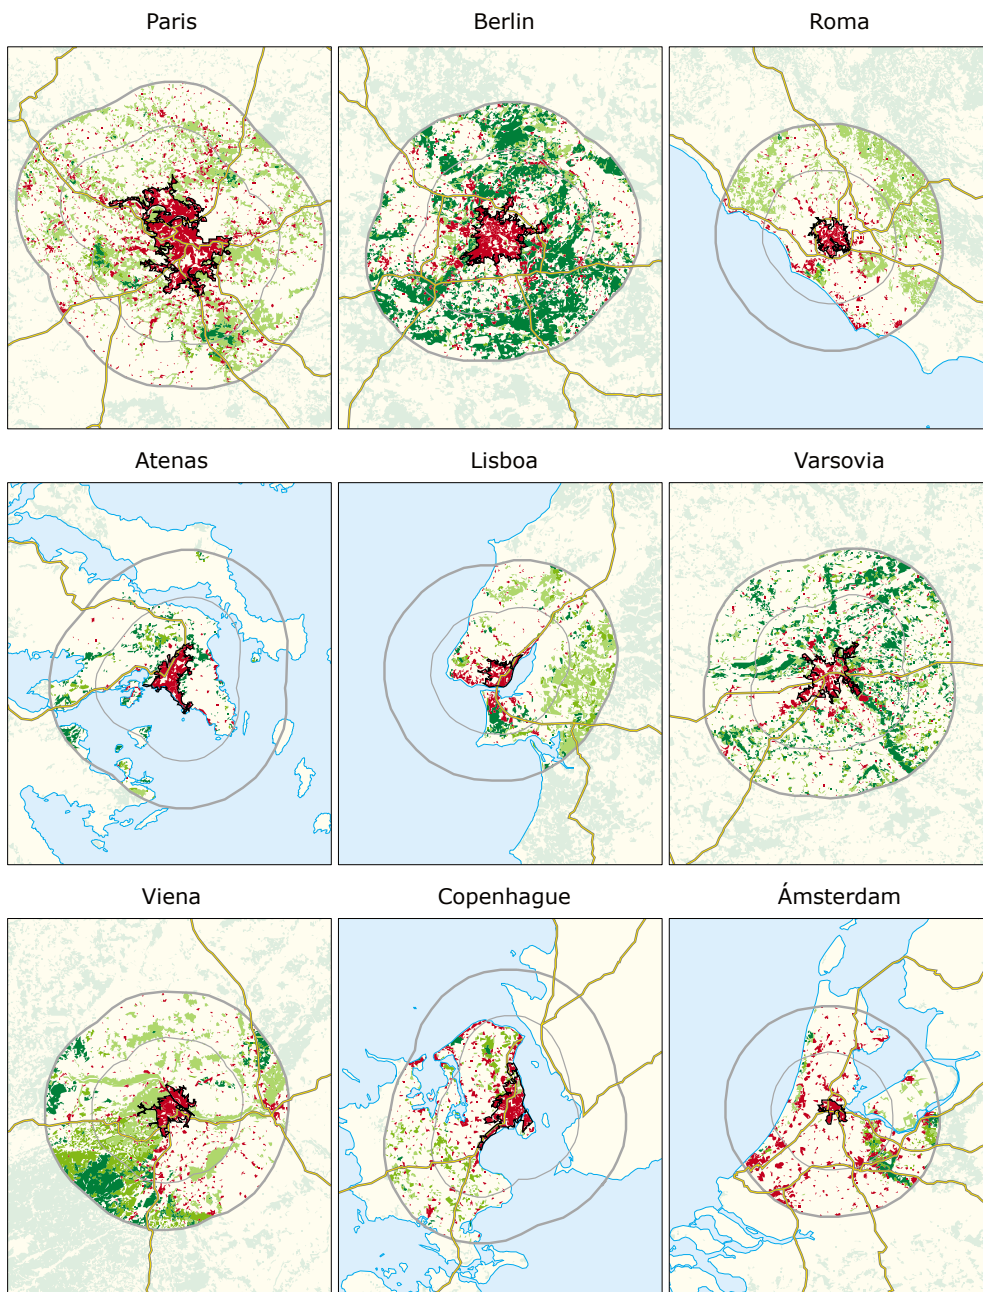 Paris
Berlin
Roma
Atenas
Lisboa
Varsovia
Viena
Copenhague
Ámsterdam